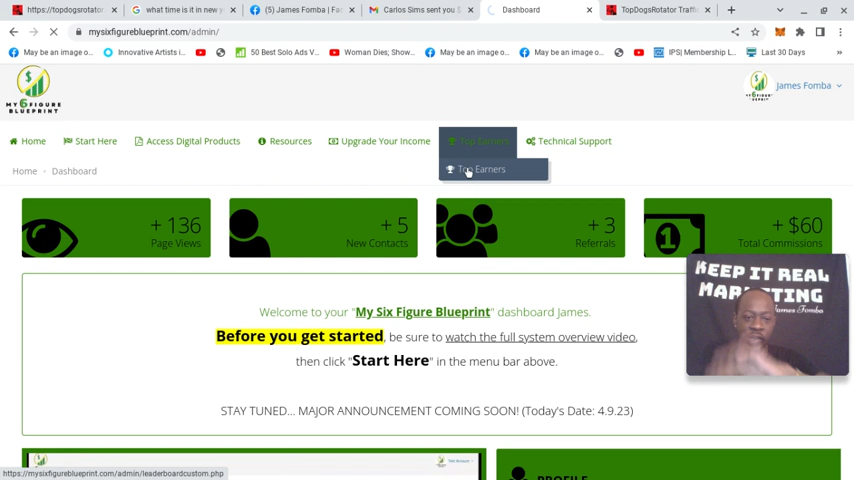 https://topdogsrotator.
what time is it in new y
(5) James Fomba | Fac
Carlos Sims sent you $
Dashboard
TopDogsRotator Traffi
mysixfigureblueprint.com/admin/
May be an image o...
Innovative Artists i...
50 Best Solo Ads V...
Woman Dies; Show...
May be an image o...
May be an image o...
IPS| Membership L...
Last 30 Days
MY 6 FIGURE
BLUEPRINT
James Fomba
Home
Start Here
Access Digital Products
Resources
Upgrade Your Income
Top Earners
Technical Support
Home
Dashboard
Top Earners
+ 136
Page Views
+ 5
New Contacts
+ 3
Referrals
1
+ $60
Total Commissions
KEEP IT REAL
MARKETING
James Fomba
Welcome to your "My Six Figure Blueprint" dashboard James.
Before you get started, be sure to watch the full system overview video,
then click "Start Here" in the menu bar above.
STAY TUNED... MAJOR ANNOUNCEMENT COMING SOON! (Today's Date: 4.9.23)
PROFILE
https://mysixfigureblueprint.com/admin/leaderboardcustom.php